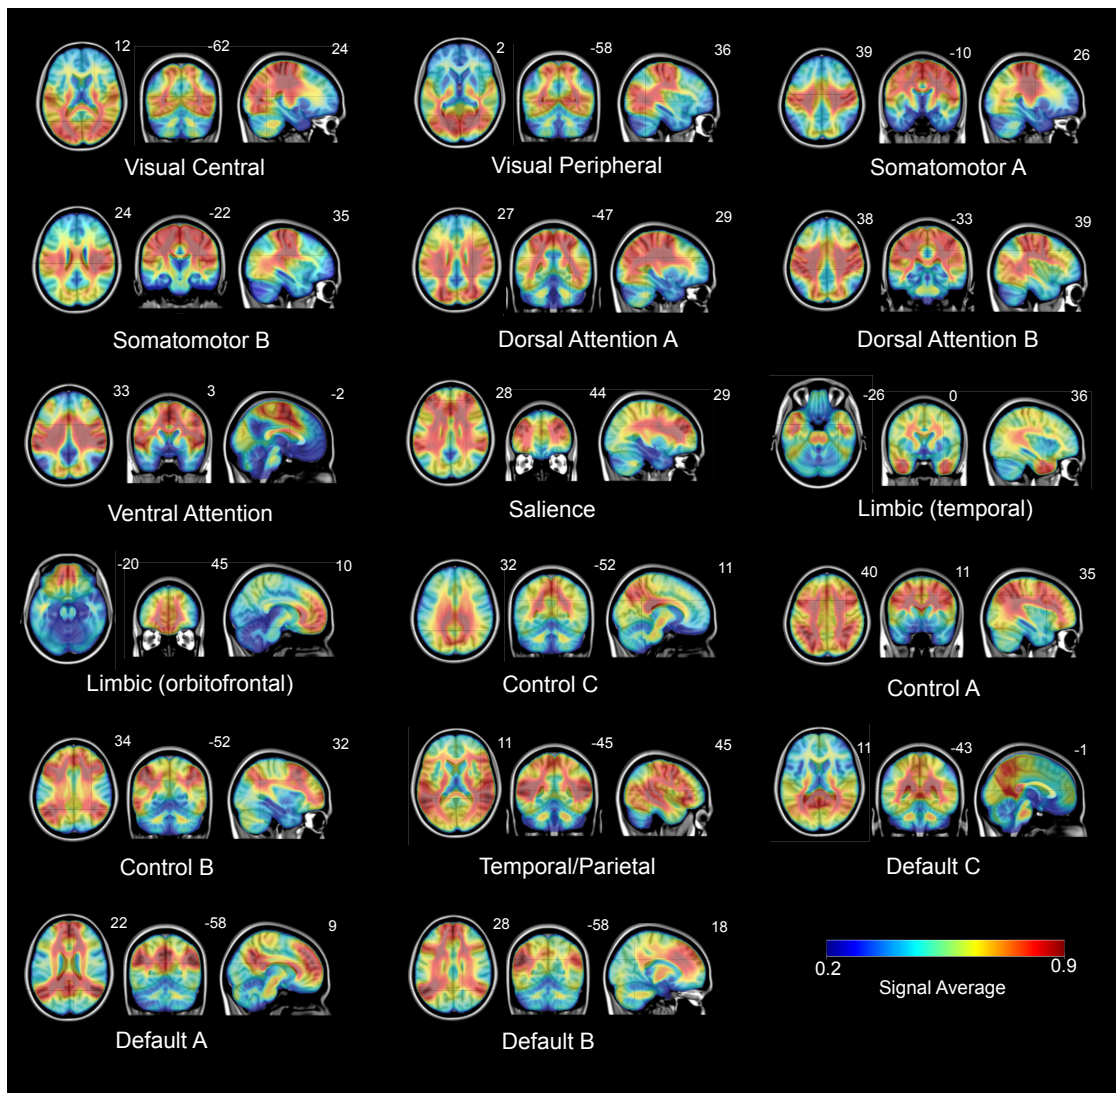 12 -62 24
Visual Central
2 -58 36
Visual Peripheral
39 -10 26
Somatomotor A
24 -22 35
Somatomotor B
27 -47 29
Dorsal Attention A
38 -33 39
Dorsal Attention B
33 3 -2
Ventral Attention
28 44 29
Salience
-26 0 36
Limbic (temporal)
-20 45 10
Limbic (orbitofrontal)
32 -52 11
Control C
40 11 35
Control A
34 -52 32
Control B
11 -45 45
Temporal/Parietal
11 -43 -1
Default C
22 -58 9
Default A
28 -58 18
Default B
0.2 0.9
Signal Average